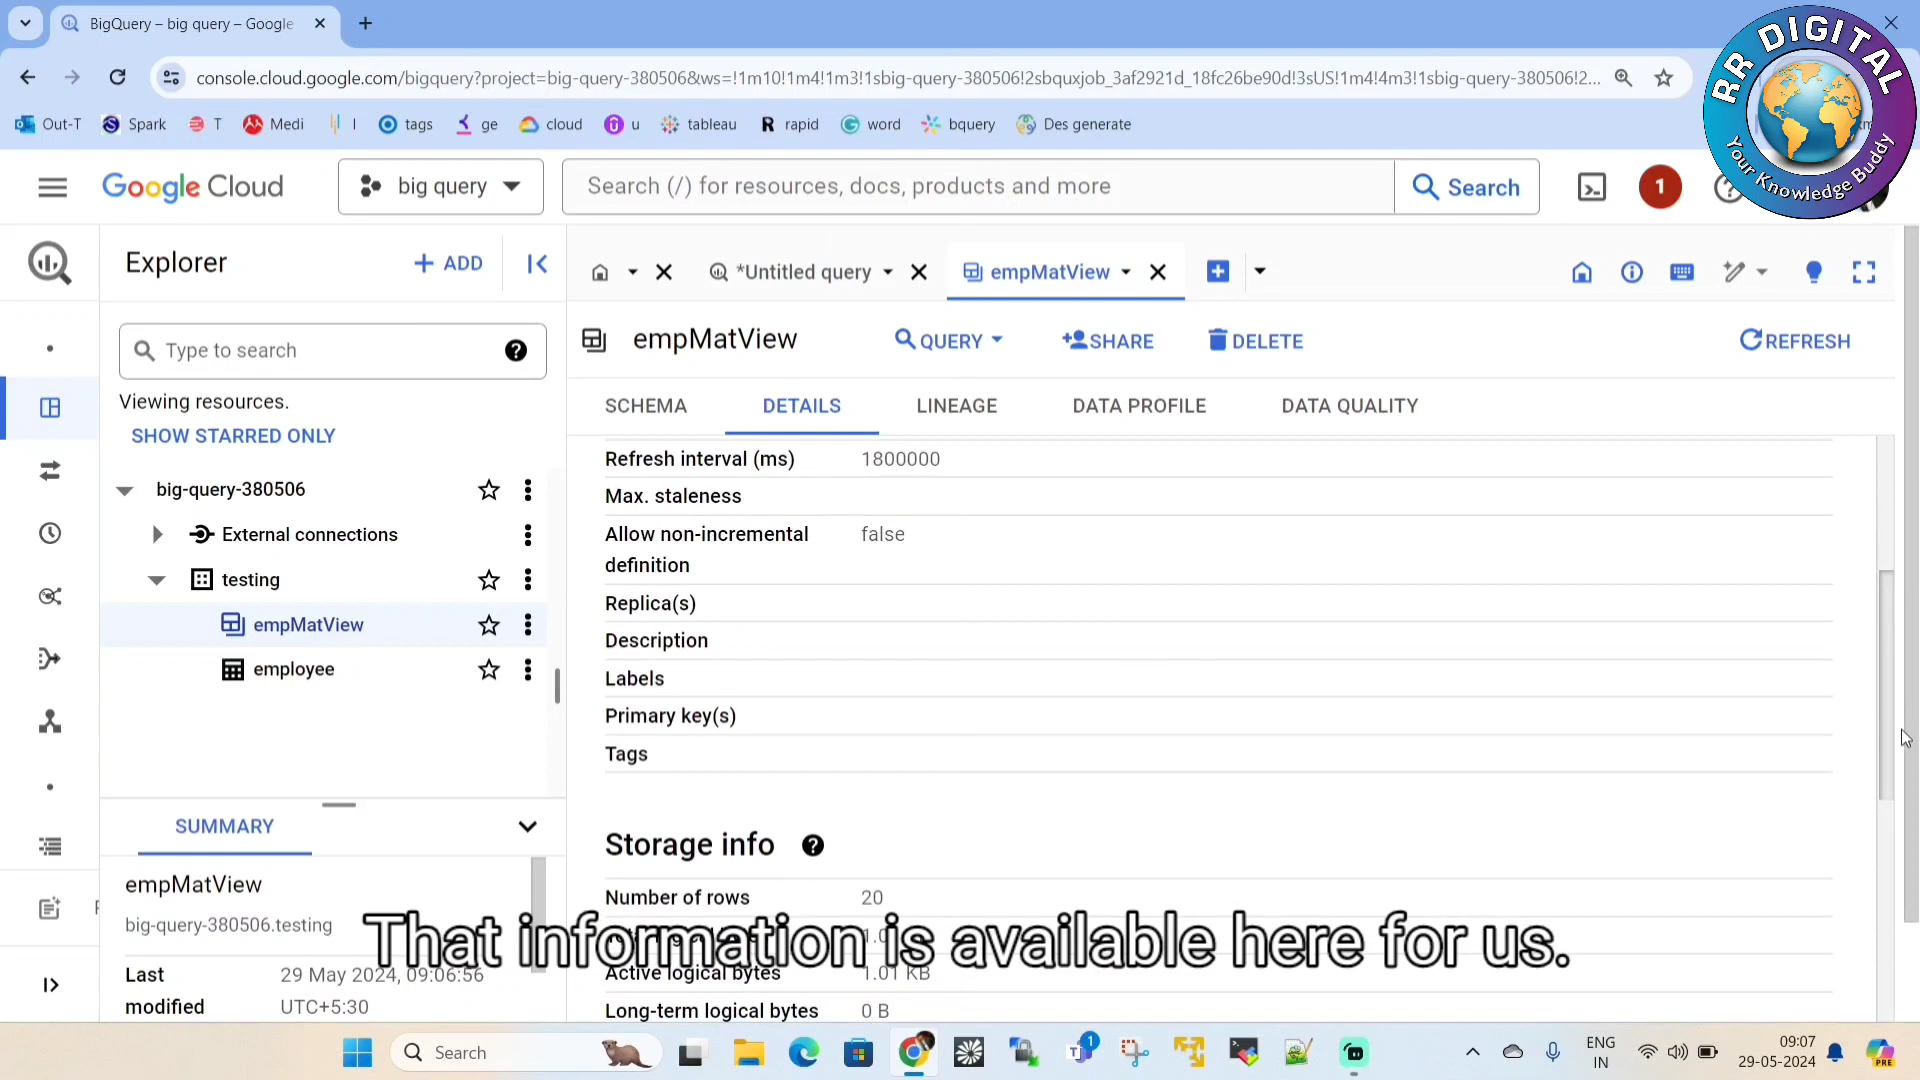 BigQuery – big query – Google
console.cloud.google.com/bigquery?project=big-query-380506&ws=!1m10!1m4!1m3!1sbig-query-380506!2sbquxjob_3af2921d_18fc26be90d!3sUS!1m4!4m3!1sbig-query-380506!2...
Out-T Spark T Medi I tags ge cloud u tableau rapid word bquery Des generate
RR DIGITAL
Your Knowledge Buddy
Google Cloud
big query
Search (/) for resources, docs, products and more
Search
1
Explorer
+ ADD
*Untitled query
empMatView
Type to search
Viewing resources.
SHOW STARRED ONLY
big-query-380506
External connections
testing
empMatView
employee
SUMMARY
empMatView
big-query-380506.testing
Last modified
29 May 2024, 09:06:56
UTC+5:30
empMatView
QUERY
SHARE
DELETE
REFRESH
SCHEMA DETAILS LINEAGE DATA PROFILE DATA QUALITY
Refresh interval (ms) 1800000
Max. staleness
Allow non-incremental definition false
Replica(s)
Description
Labels
Primary key(s)
Tags
Storage info
Number of rows 20
Active logical bytes 1.01 KB
Long-term logical bytes 0 B
That information is available here for us.
Search
1
ENG
IN
09:07
29-05-2024
PRE